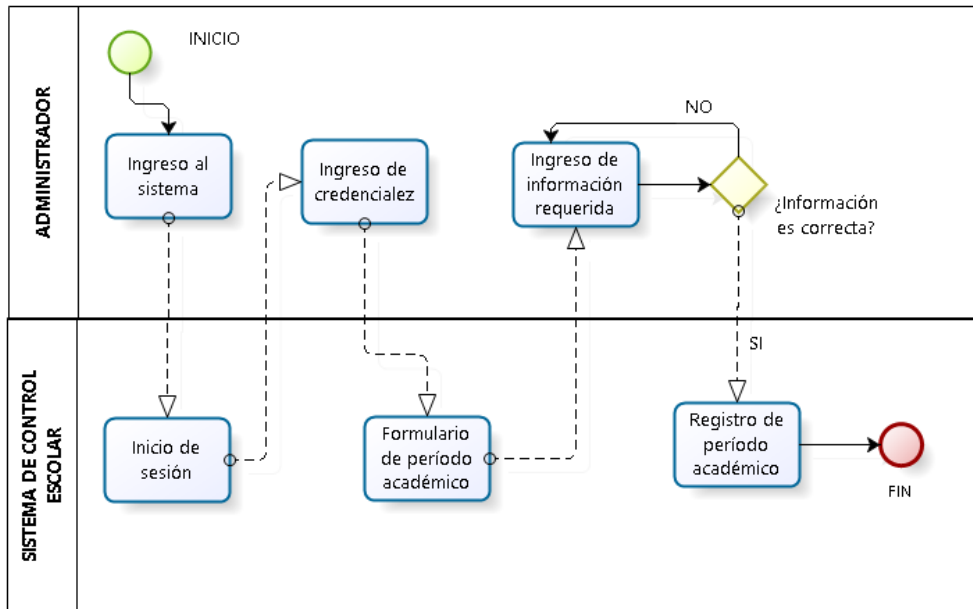 ADMINISTRADOR
INICIO
Ingreso al
sistema
Ingreso de
credencialez
Ingreso de
información
requerida
NO
¿Información
es correcta?
SISTEMA DE CONTROL
ESCOLAR
Inicio de
sesión
Formulario
de período
académico
SI
Registro de
período
académico
FIN